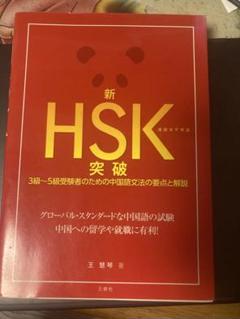 新
HSK
突破
3級～5級受験者のための中国語文法の要点と解説
グローバル・スタンダードな中国語の試験
中国への留学や就職に有利!
王 慧琴 著